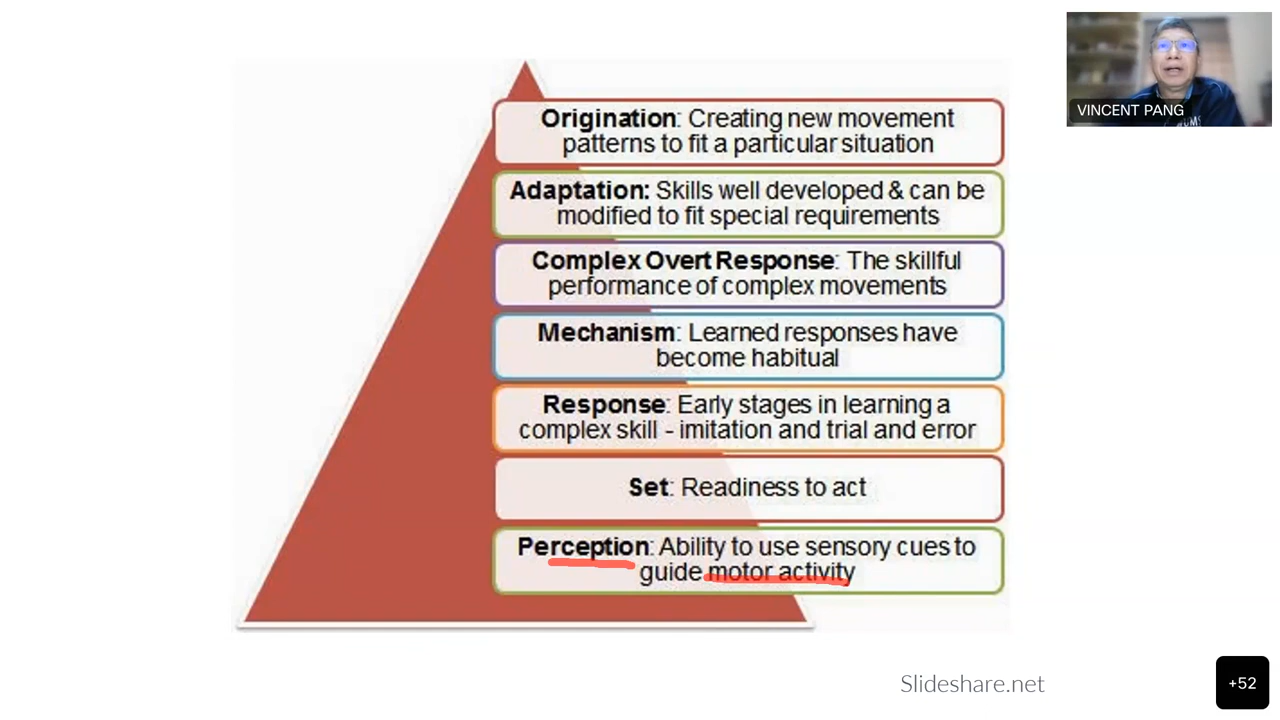 Origination: Creating new movement
patterns to fit a particular situation
Adaptation: Skills well developed & can be
modified to fit special requirements
Complex Overt Response: The skillful
performance of complex movements
Mechanism: Learned responses have
become habitual
Response: Early stages in learning a
complex skill - imitation and trial and error
Set: Readiness to act
Perception: Ability to use sensory cues to
guide motor activity
VINCENT PANG
Slideshare.net
+52